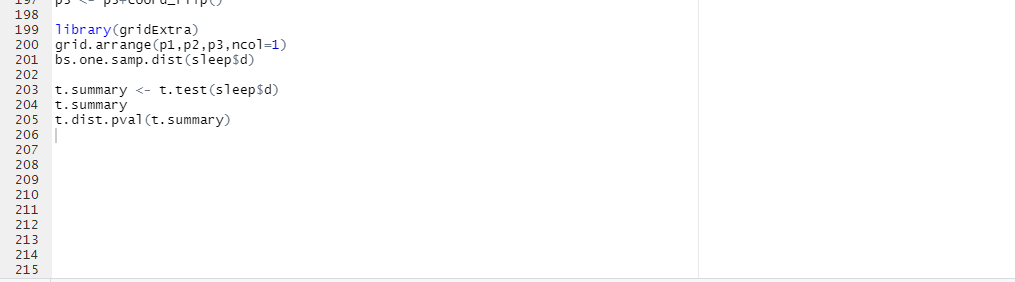 198
199 library(gridExtra)
200 grid.arrange(p1,p2,p3,ncol=1)
201 bs.one.samp.dist(sleep$d)
202
203 t.summary <- t.test(sleep$d)
204 t.summary
205 t.dist.pval(t.summary)
206
207
208
209
210
211
212
213
214
215